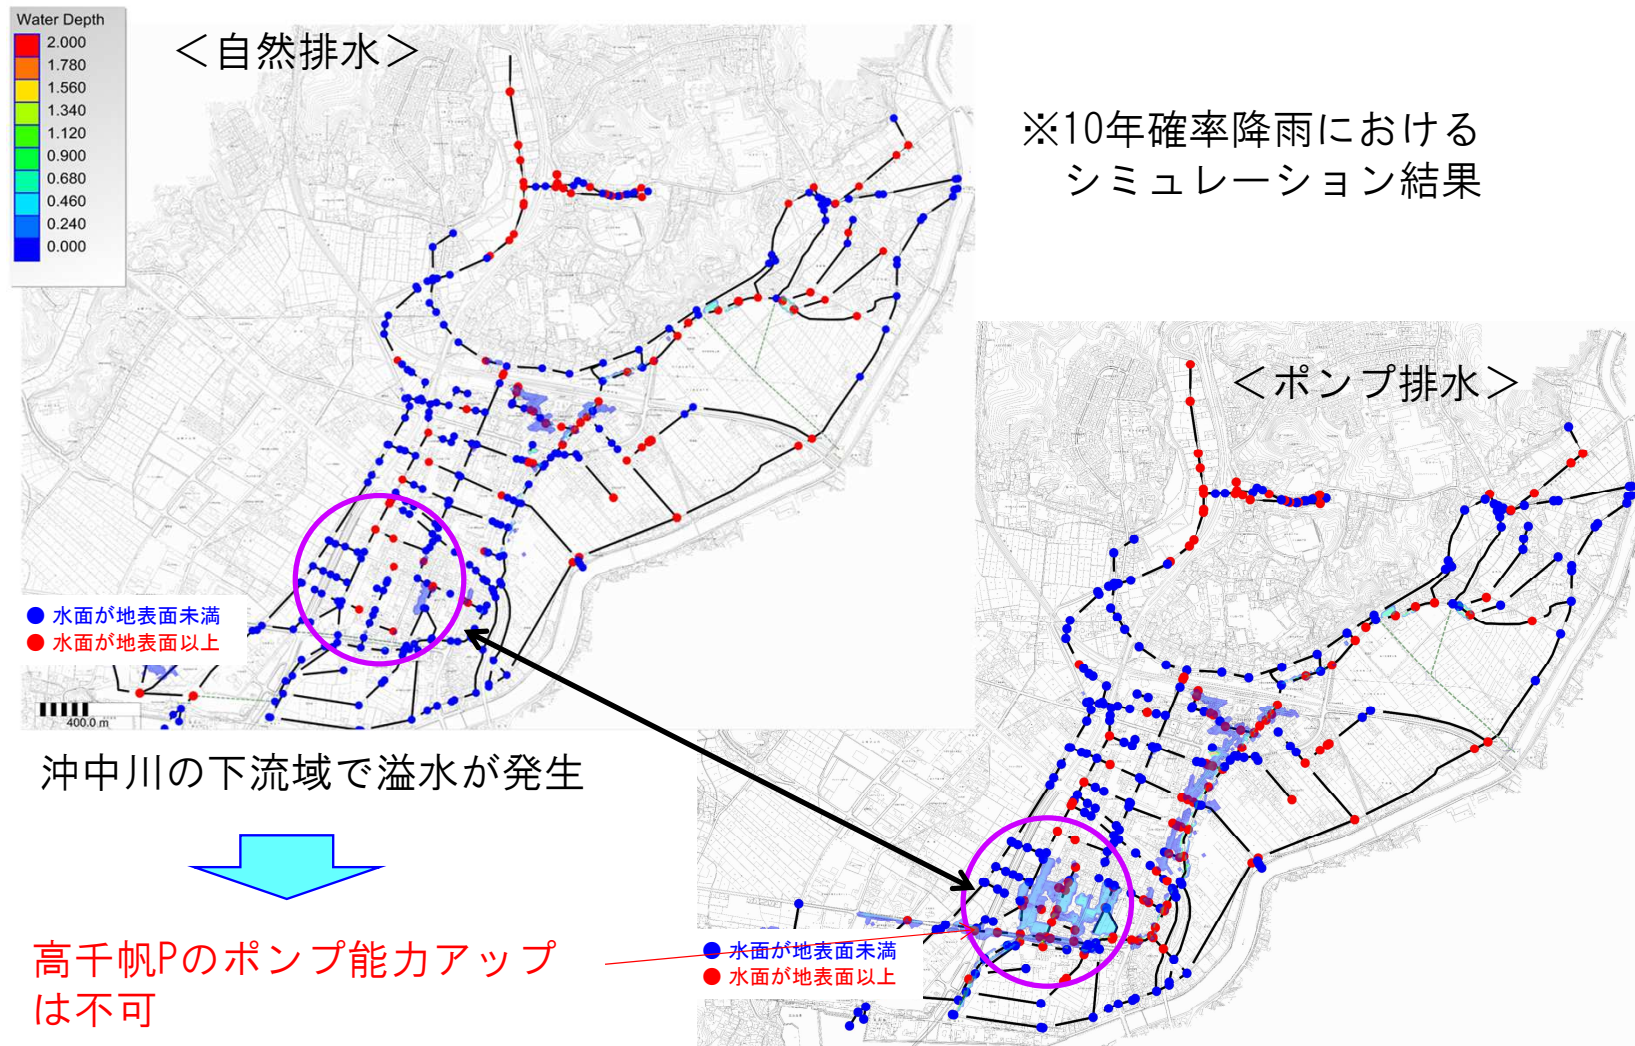 Water Depth
2.000
1.780
1.560
1.340
1.120
0.900
0.680
0.460
0.240
0.000
＜自然排水＞
※10年確率降雨における
シミュレーション結果
＜ポンプ排水＞
水面が地表面未満
水面が地表面以上
400.0 m
沖中川の下流域で溢水が発生
高千帆Pのポンプ能力アップ
は不可
水面が地表面未満
水面が地表面以上